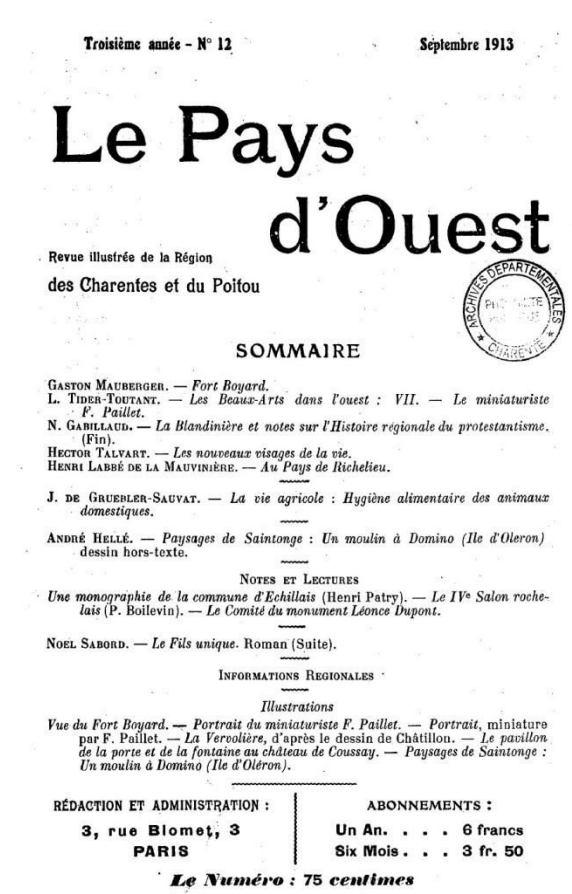 Troisième année - N° 12
Septembre 1913
Le Pays
d'Ouest
Revue illustrée de la Région
des Charentes et du Poitou
ARCHIVES DEPARTEMENTALES
CHARENTE
SOMMAIRE
GASTON MAUBERGER. — Fort Boyard.
L. TIDER-TOUTANT. — Les Beaux-Arts dans l'ouest : VII. — Le miniaturiste
F. Paillet.
N. GABILLAUD. — La Blandinière et notes sur l'Histoire régionale du protestantisme.
(Fin).
HECTOR TALVART. — Les nouveaux visages de la vie.
HENRI LABBÉ DE LA MAUVINIÈRE. — Au Pays de Richelieu.
J. DE GRUEBLER-SAUVAT. — La vie agricole : Hygiène alimentaire des animaux
domestiques.
ANDRÉ HELLÉ. — Paysages de Saintonge : Un moulin à Domino (Ile d'Oleron)
dessin hors-texte.
NOTES ET LECTURES
Une monographie de la commune d'Echillais (Henri Patry). — Le IVe Salon roche-
lais (P. Boilevin). — Le Comité du monument Léonce Dupont.
NOEL SABORD. — Le Fils unique. Roman (Suite).
INFORMATIONS REGIONALES
Illustrations
Vue du Fort Boyard. — Portrait du miniaturiste F. Paillet. — Portrait, miniature
par F. Paillet. — La Vervolière, d'après le dessin de Châtillon. — Le pavillon
de la porte et de la fontaine au château de Coussay. — Paysages de Saintonge :
Un moulin à Domino (Ile d'Oléron).
RÉDACTION ET ADMINISTRATION :
3, rue Blomet, 3
PARIS
ABONNEMENTS :
Un An. . . . 6 francs
Six Mois . . . 3 fr. 50
Le Numéro : 75 centimes